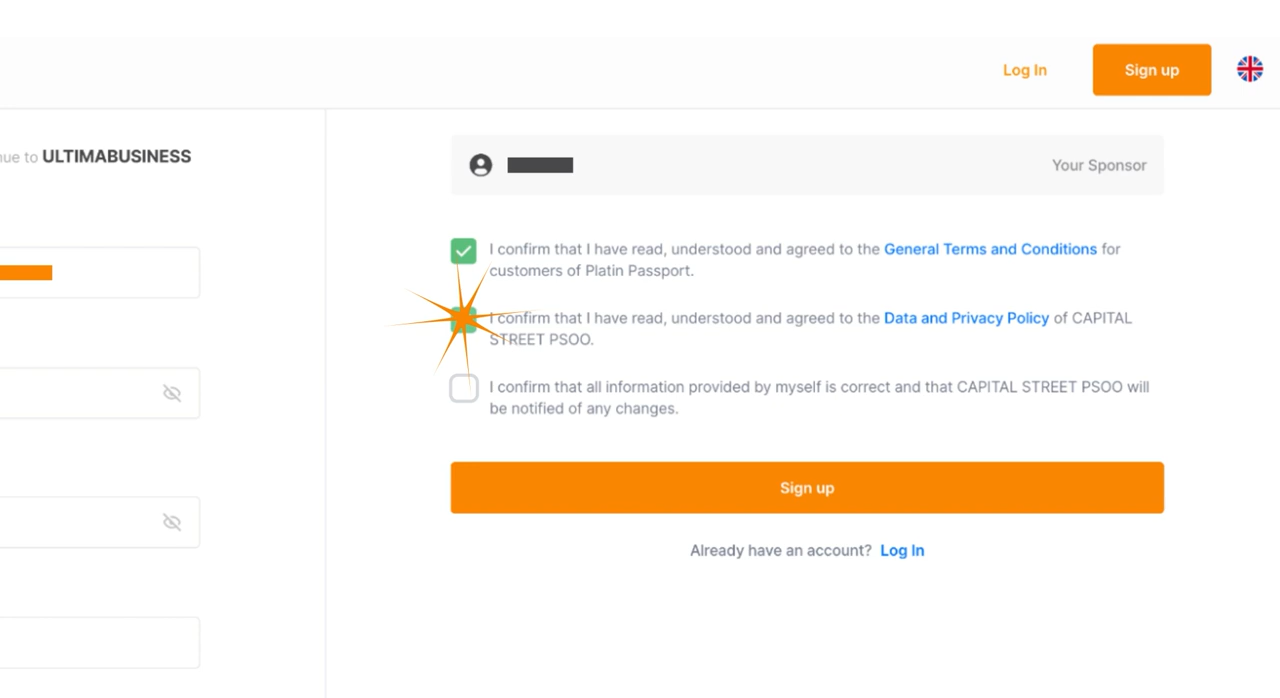 Log In
Sign up
nue to ULTIMABUSINESS
Your Sponsor
I confirm that I have read, understood and agreed to the General Terms and Conditions for
customers of Platin Passport.
I confirm that I have read, understood and agreed to the Data and Privacy Policy of CAPITAL
STREET PSOO.
I confirm that all information provided by myself is correct and that CAPITAL STREET PSOO will
be notified of any changes.
Sign up
Already have an account? Log In